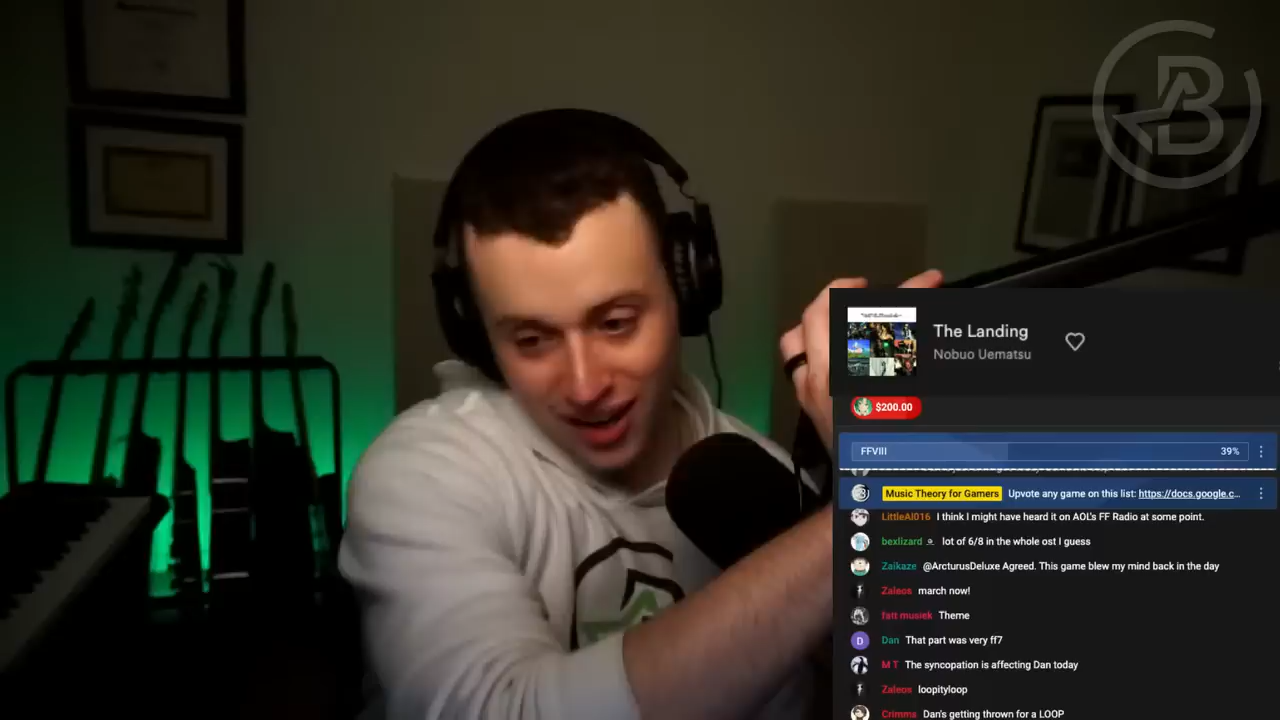 The Landing
Nobuo Uematsu
$200.00
FFVIII 39%
Music Theory for Gamers Upvote any game on this list: https://docs.google.c...
LittleAl016 I think I might have heard it on AOL's FF Radio at some point.
bexlizard lot of 6/8 in the whole ost I guess
Zaikaze @ArcturusDeluxe Agreed. This game blew my mind back in the day
Zaleos march now!
fatt musiek Theme
D Dan That part was very ff7
M T The syncopation is affecting Dan today
Zaleos loopityloop
Crimms Dan's getting thrown for a LOOP